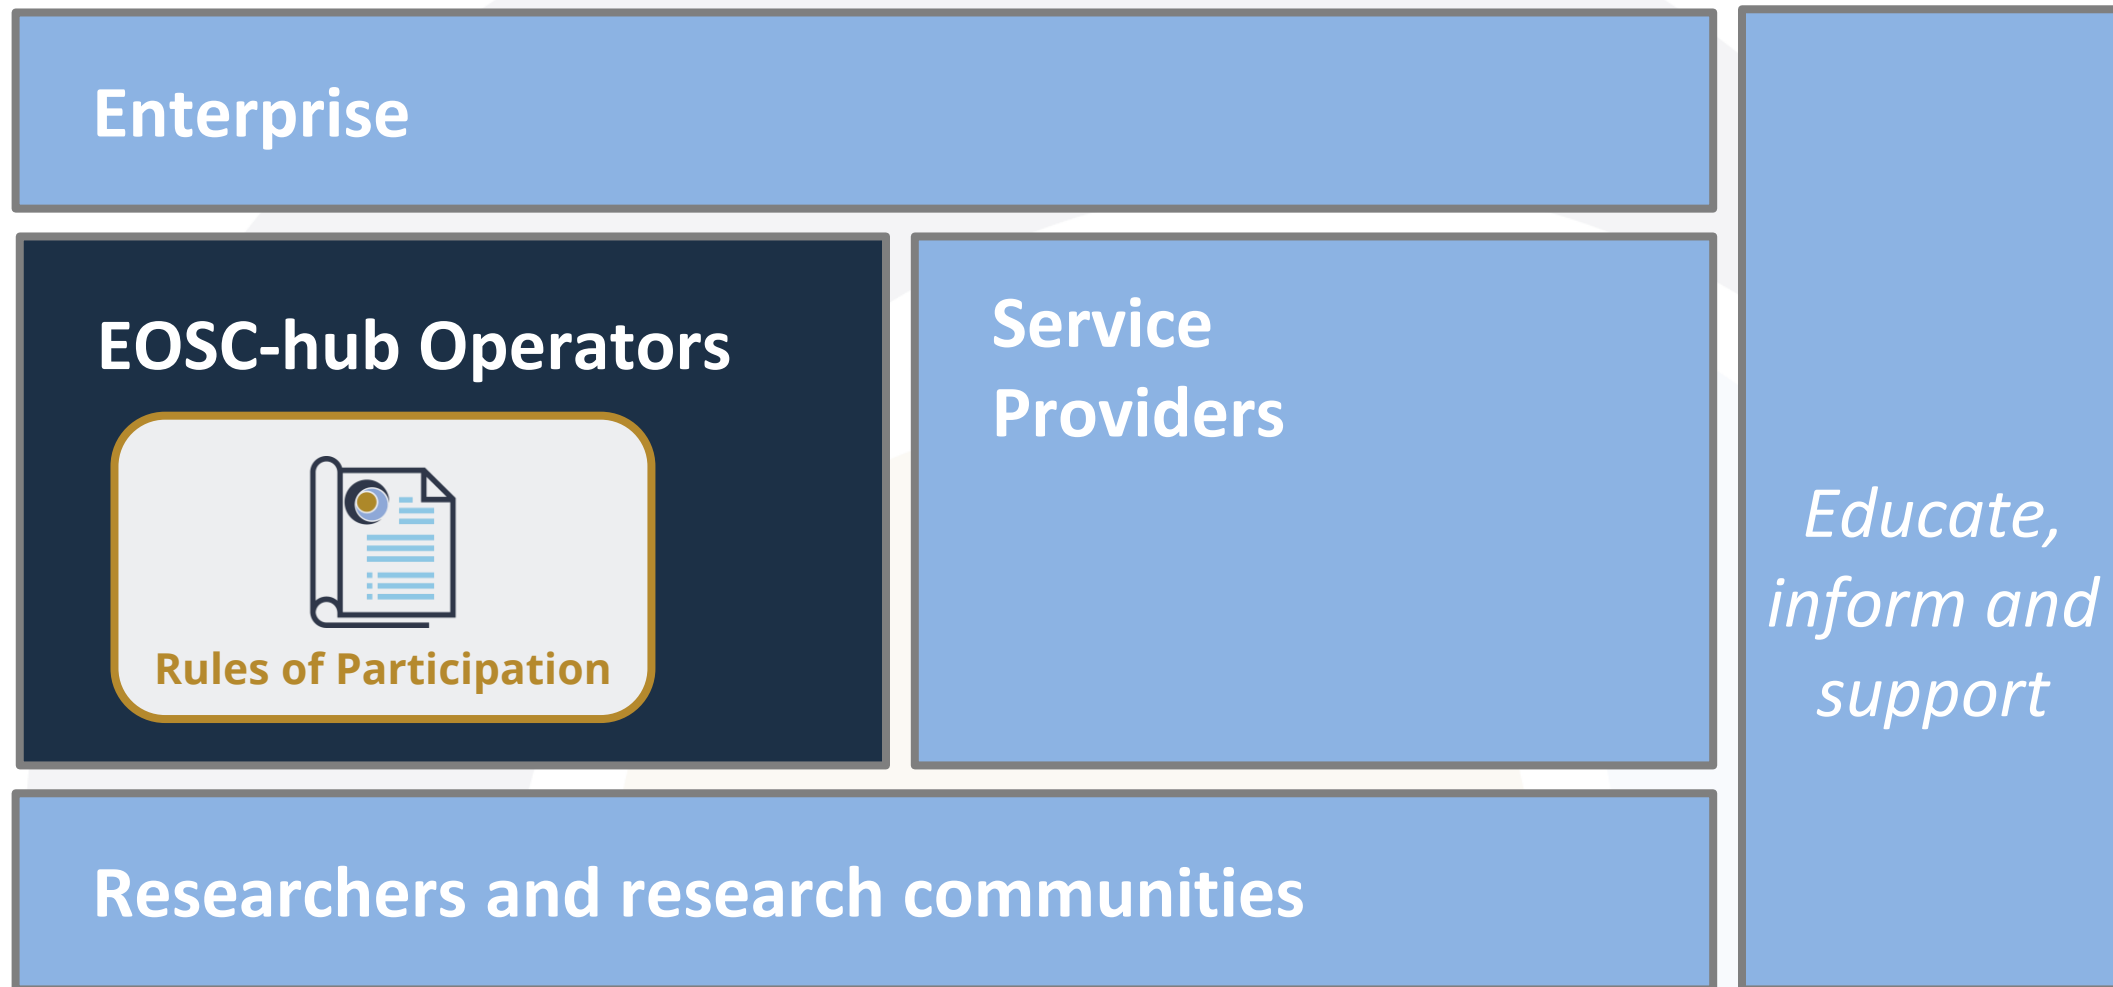 Enterprise
EOSC-hub Operators
Rules of Participation
Service
Providers
Researchers and research communities
Educate,
inform and
support